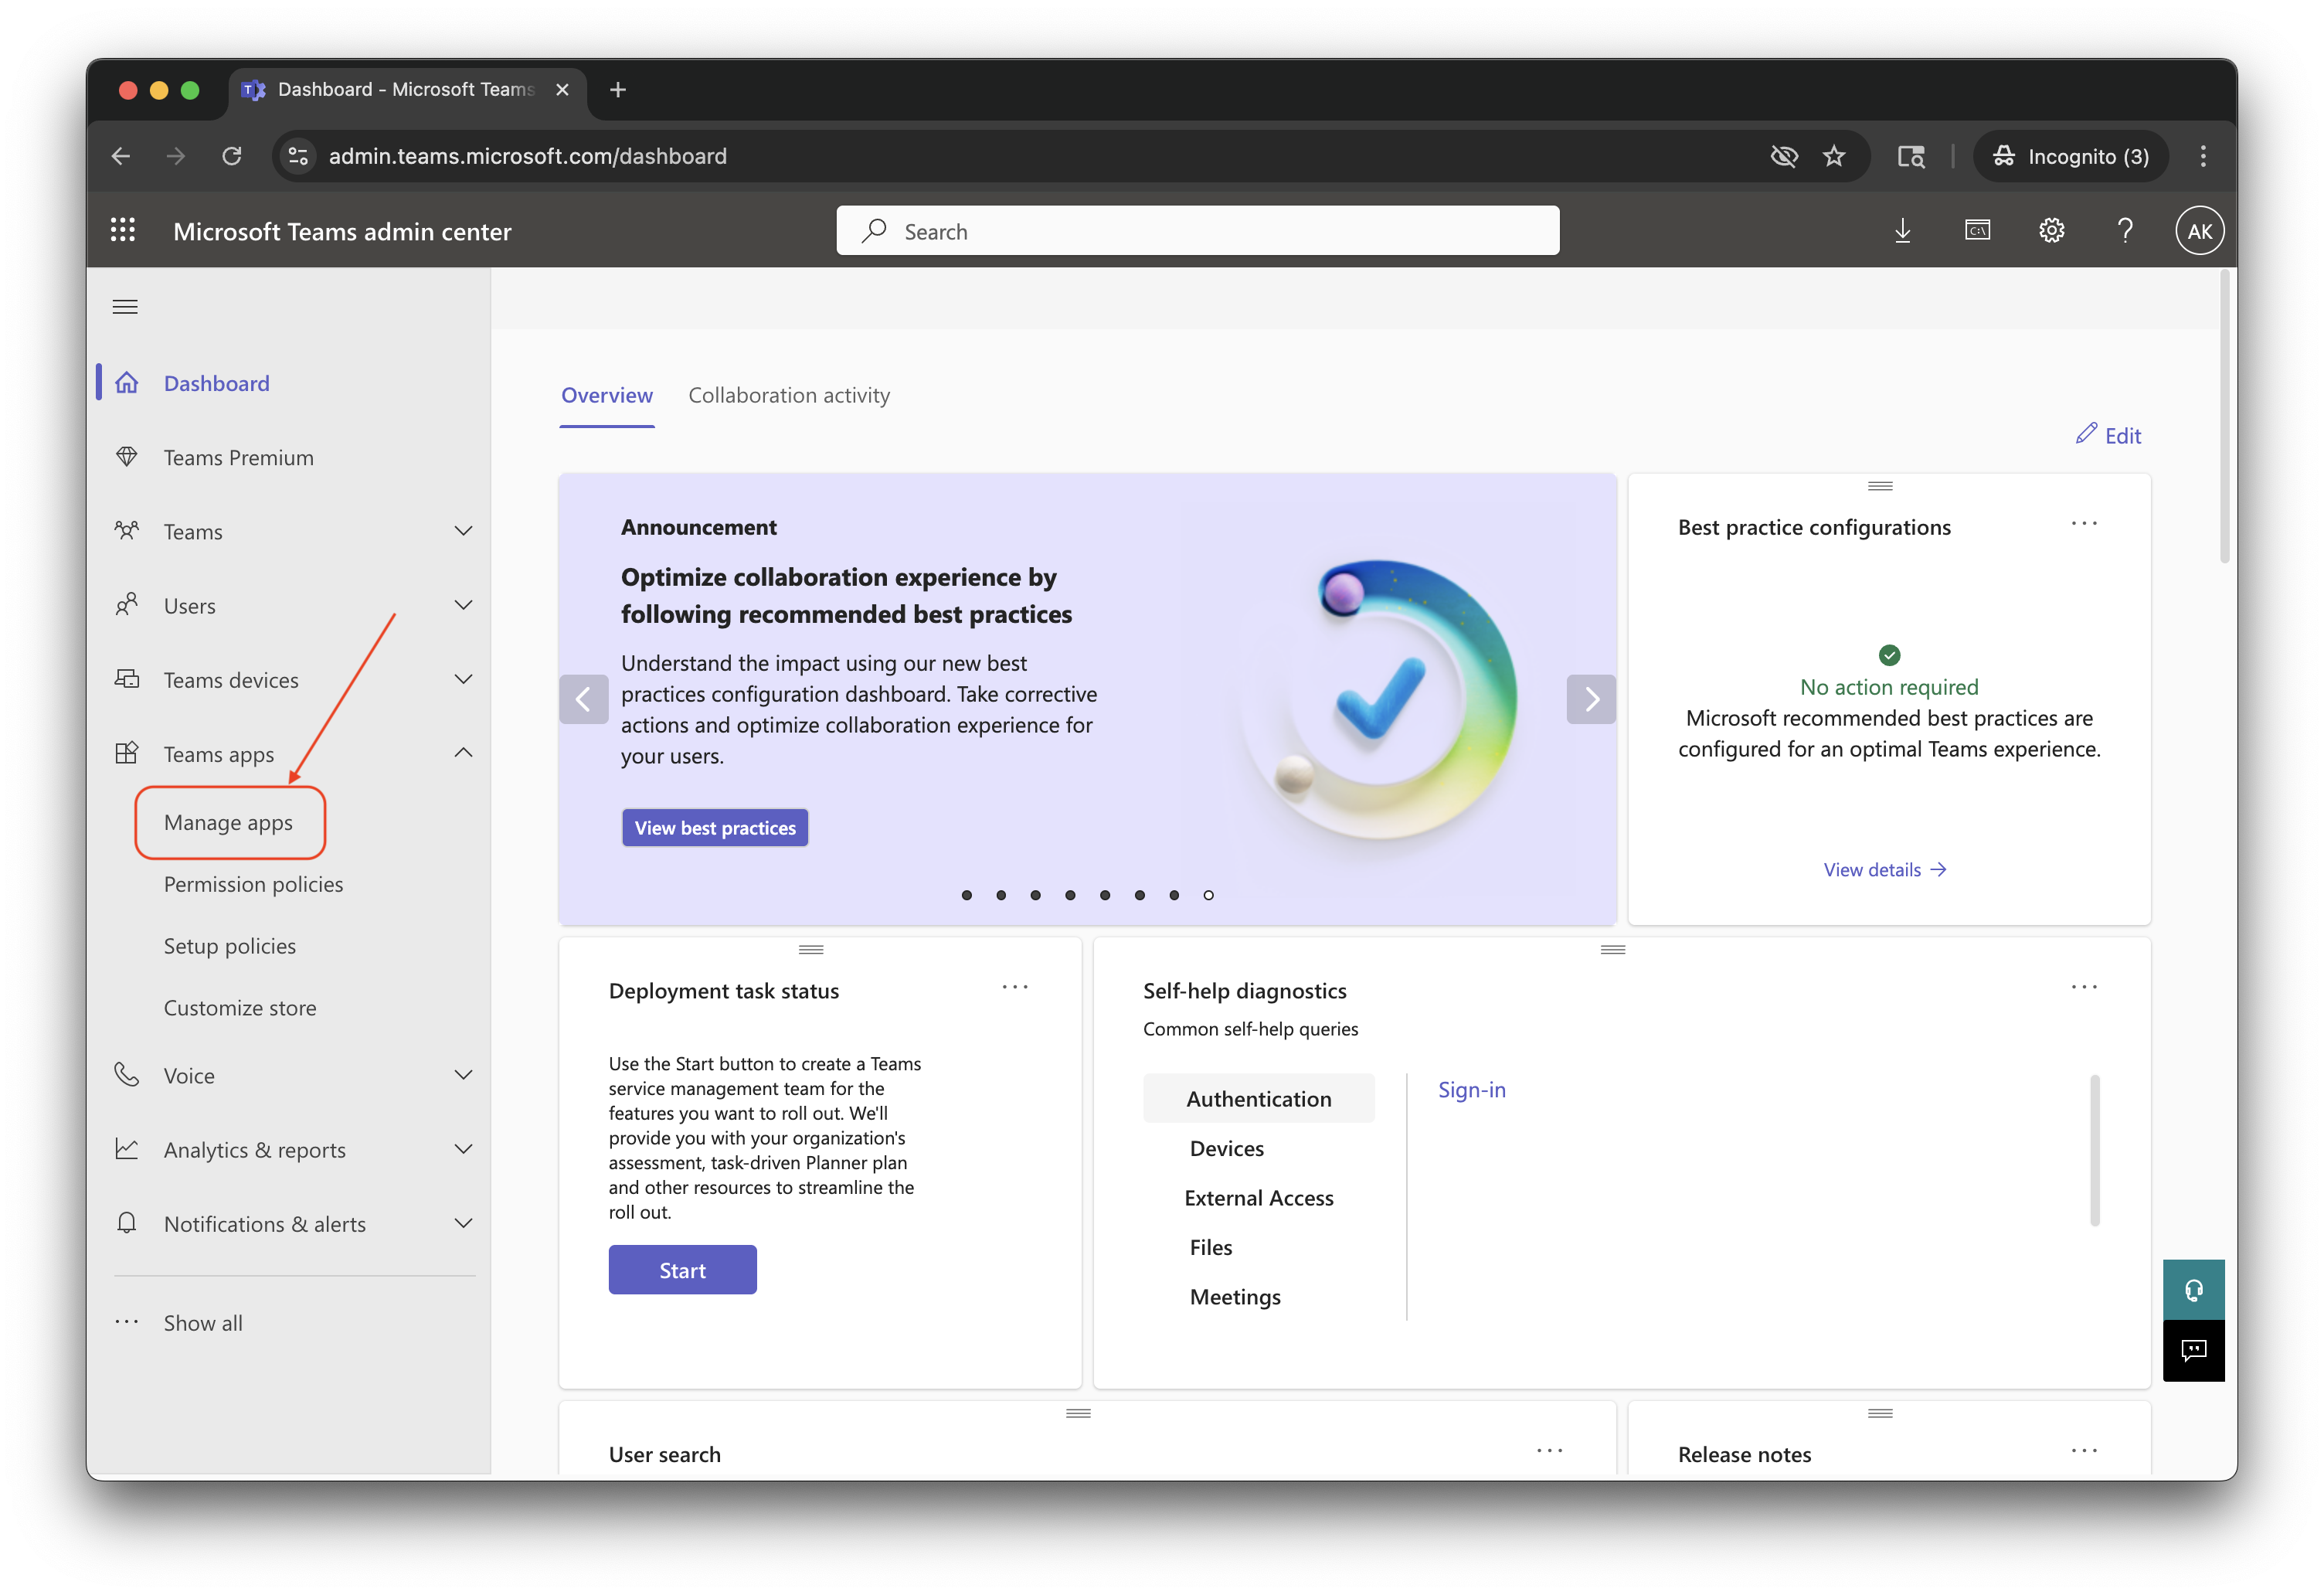 Dashboard - Microsoft Teams
admin.teams.microsoft.com/dashboard
Incognito (3)
Microsoft Teams admin center
Search
C:\
AK
Dashboard
Teams Premium
Teams
Users
Teams devices
Teams apps
Manage apps
Permission policies
Setup policies
Customize store
Voice
Analytics & reports
Notifications & alerts
Show all
Overview
Collaboration activity
Edit
Announcement
Optimize collaboration experience by
following recommended best practices
Understand the impact using our new best
practices configuration dashboard. Take corrective
actions and optimize collaboration experience for
your users.
View best practices
Best practice configurations
No action required
Microsoft recommended best practices are
configured for an optimal Teams experience.
View details
Deployment task status
Use the Start button to create a Teams
service management team for the
features you want to roll out. We'll
provide you with your organization's
assessment, task-driven Planner plan
and other resources to streamline the
roll out.
Start
Self-help diagnostics
Common self-help queries
Authentication
Devices
External Access
Files
Meetings
Sign-in
User search
Release notes